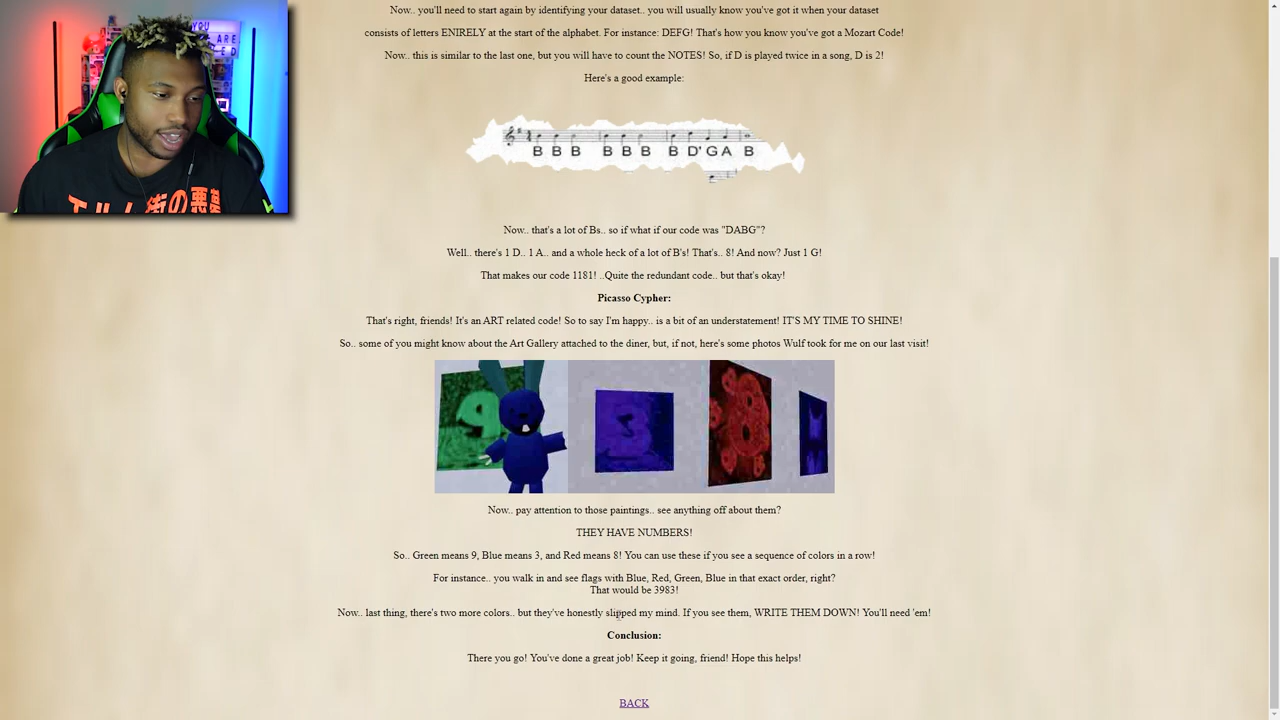 Now.. you'll need to start again by identifying your dataset.. you will usually know you've got it when your dataset
consists of letters ENIRELY at the start of the alphabet. For instance: DEFG! That's how you know you've got a Mozart Code!
Now.. this is similar to the last one, but you will have to count the NOTES! So, if D is played twice in a song, D is 2!
Here's a good example:
B B B B B B B D' G A B
Now.. that's a lot of Bs.. so if what if our code was "DABG"?
Well.. there's 1 D.. 1 A.. and a whole heck of a lot of B's! That's.. 8! And now? Just 1 G!
That makes our code 1181! ..Quite the redundant code.. but that's okay!
Picasso Cypher:
That's right, friends! It's an ART related code! So to say I'm happy.. is a bit of an understatement! IT'S MY TIME TO SHINE!
So.. some of you might know about the Art Gallery attached to the diner, but, if not, here's some photos Wulf took for me on our last visit!
9 3 8
Now.. pay attention to those paintings.. see anything off about them?
THEY HAVE NUMBERS!
So.. Green means 9, Blue means 3, and Red means 8! You can use these if you see a sequence of colors in a row!
For instance.. you walk in and see flags with Blue, Red, Green, Blue in that exact order, right?
That would be 3983!
Now.. last thing, there's two more colors.. but they've honestly slipped my mind. If you see them, WRITE THEM DOWN! You'll need 'em!
Conclusion:
There you go! You've done a great job! Keep it going, friend! Hope this helps!
BACK